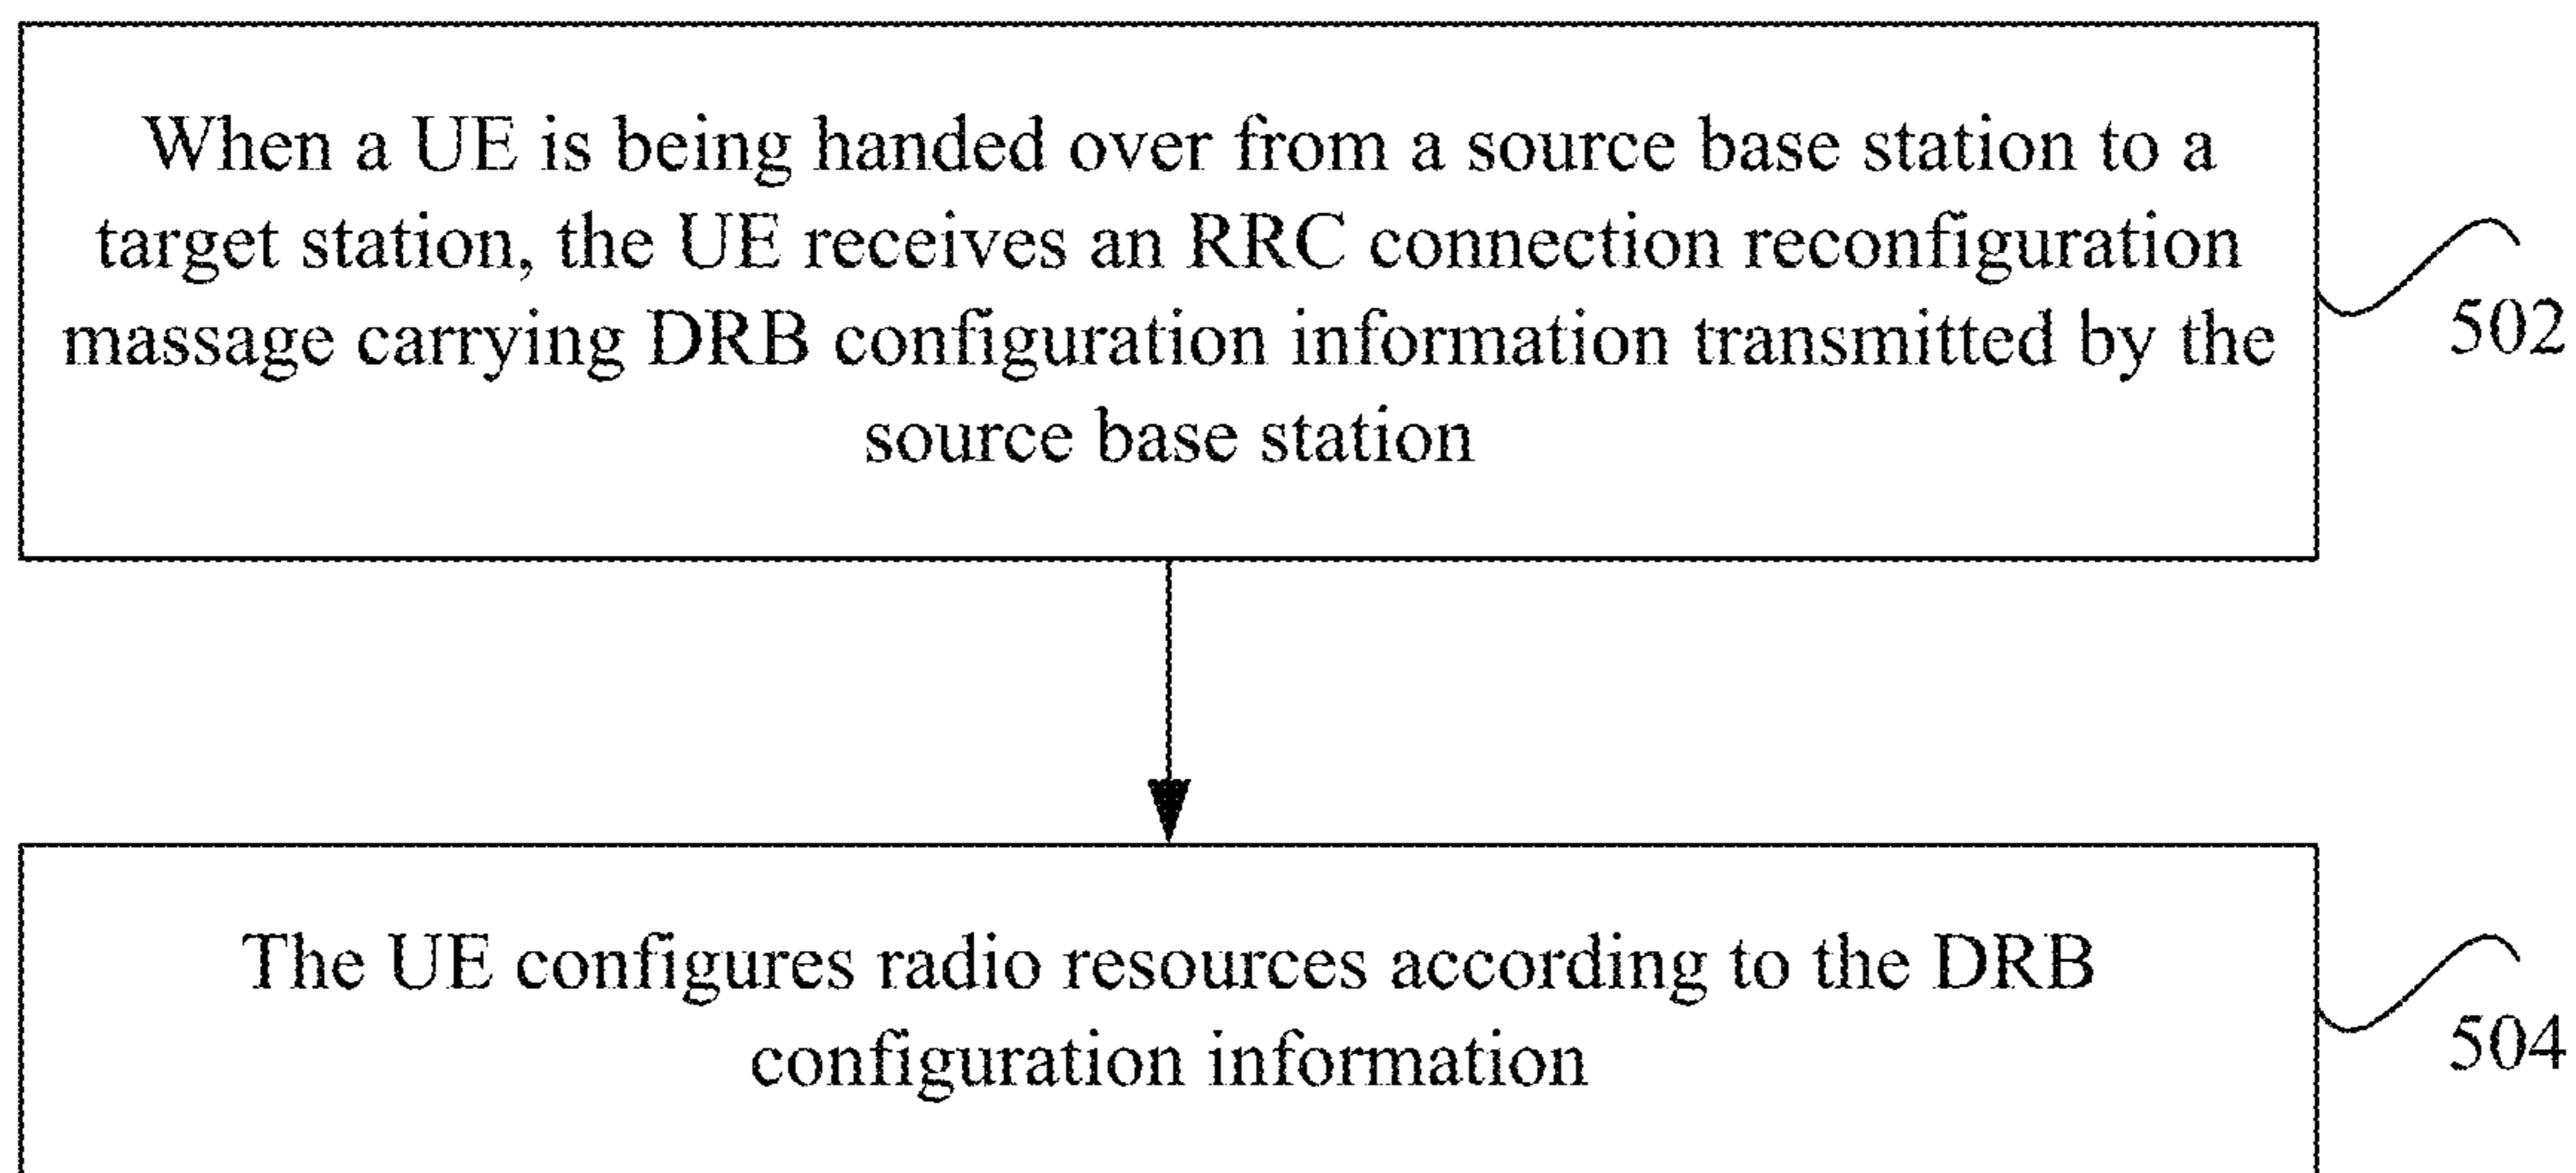 When a UE is being handed over from a source base station to a
target station, the UE receives an RRC connection reconfiguration
massage carrying DRB configuration information transmitted by the
source base station
502
The UE configures radio resources according to the DRB
configuration information
504